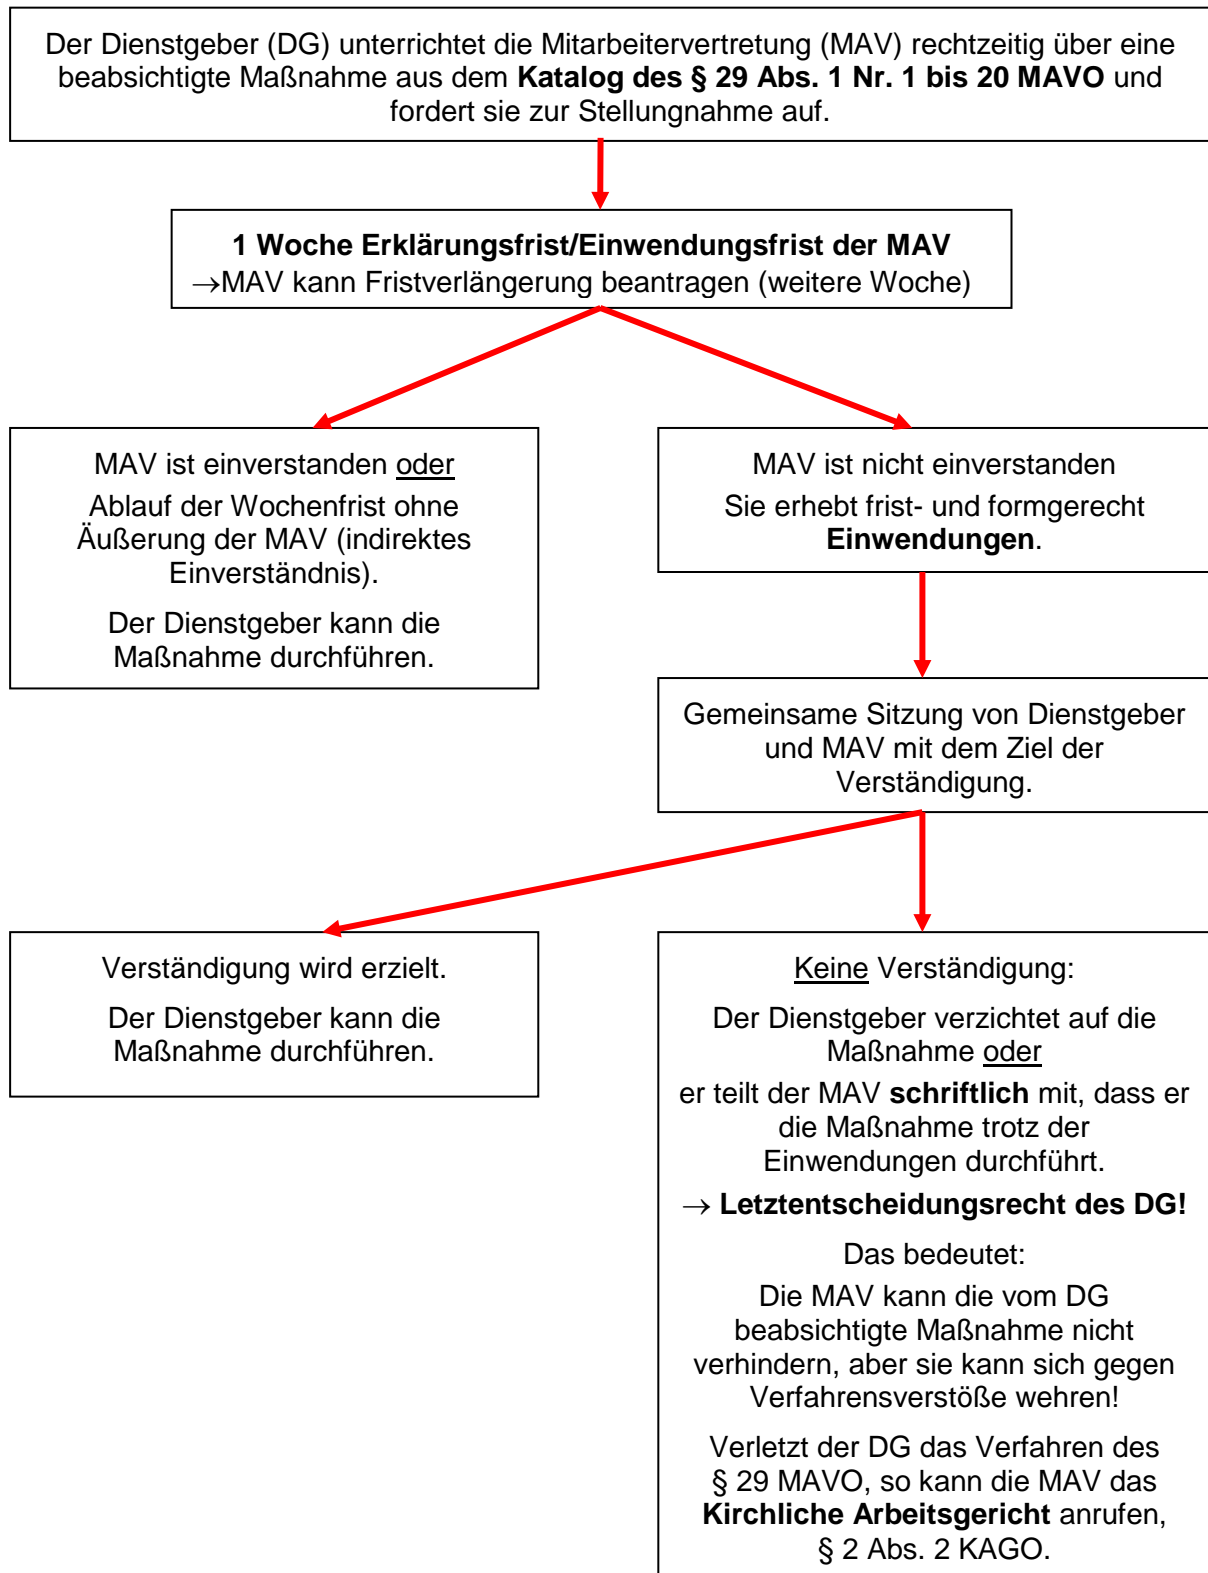 Der Dienstgeber (DG) unterrichtet die Mitarbeitervertretung (MAV) rechtzeitig über eine
beabsichtigte Maßnahme aus dem Katalog des § 29 Abs. 1 Nr. 1 bis 20 MAVO und
fordert sie zur Stellungnahme auf.
1 Woche Erklärungsfrist/Einwendungsfrist der MAV
→MAV kann Fristverlängerung beantragen (weitere Woche)
MAV ist einverstanden oder
Ablauf der Wochenfrist ohne
Äußerung der MAV (indirektes
Einverständnis).
Der Dienstgeber kann die
Maßnahme durchführen.
MAV ist nicht einverstanden
Sie erhebt frist- und formgerecht
Einwendungen.
Gemeinsame Sitzung von Dienstgeber
und MAV mit dem Ziel der
Verständigung.
Verständigung wird erzielt.
Der Dienstgeber kann die
Maßnahme durchführen.
Keine Verständigung:
Der Dienstgeber verzichtet auf die
Maßnahme oder
er teilt der MAV schriftlich mit, dass er
die Maßnahme trotz der
Einwendungen durchführt.
→ Letztentscheidungsrecht des DG!
Das bedeutet:
Die MAV kann die vom DG
beabsichtigte Maßnahme nicht
verhindern, aber sie kann sich gegen
Verfahrensverstöße wehren!
Verletzt der DG das Verfahren des
§ 29 MAVO, so kann die MAV das
Kirchliche Arbeitsgericht anrufen,
§ 2 Abs. 2 KAGO.